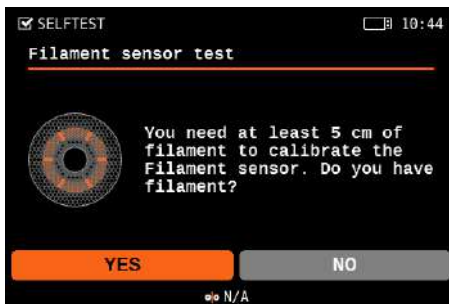 SELFTEST
10:44
Filament sensor test
You need at least 5 cm of
filament to calibrate the
Filament sensor. Do you have
filament?
YES
NO
N/A